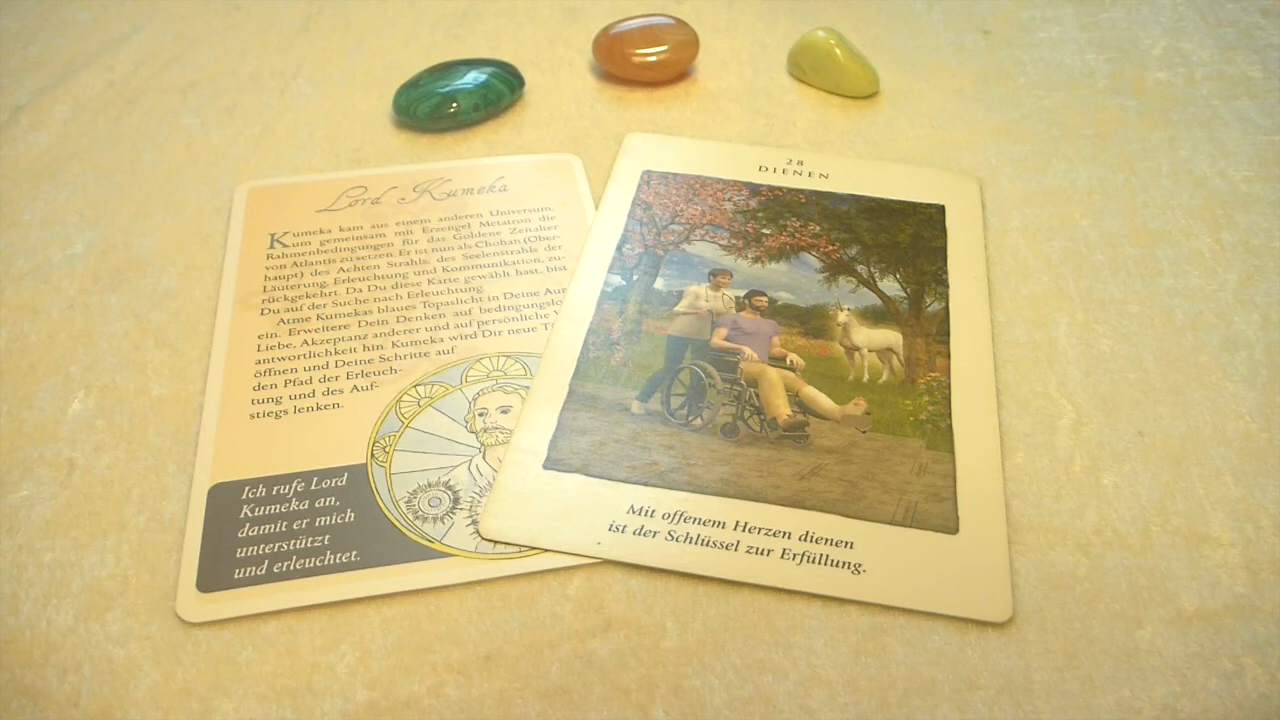 Lord Kumeka
Kumeka kam aus einem anderen Universum,
um gemeinsam mit Erzengel Metatron die
Rahmenbedingungen für das Goldene Zeitalter
von Atlantis zu setzen. Er ist nun als Chohan (Ober-
haupt) des Achten Strahls, des Seelenstrahls der
Läuterung, Erleuchtung und Kommunikation, zu-
rückgekehrt. Da Du diese Karte gewählt hast, bist
Du auf der Suche nach Erleuchtung.
Atme Kumekas blaues Topaslicht in Deine Aur
ein. Erweitere Dein Denken auf bedingungslo
Liebe, Akzeptanz anderer und auf persönliche V
antwortlichkeit hin. Kumeka wird Dir neue T
öffnen und Deine Schritte auf
den Pfad der Erleuch-
tung und des Auf-
stiegs lenken.
Ich rufe Lord
Kumeka an,
damit er mich
unterstützt
und erleuchtet.
28
DIENEN
Mit offenem Herzen dienen
ist der Schlüssel zur Erfüllung.